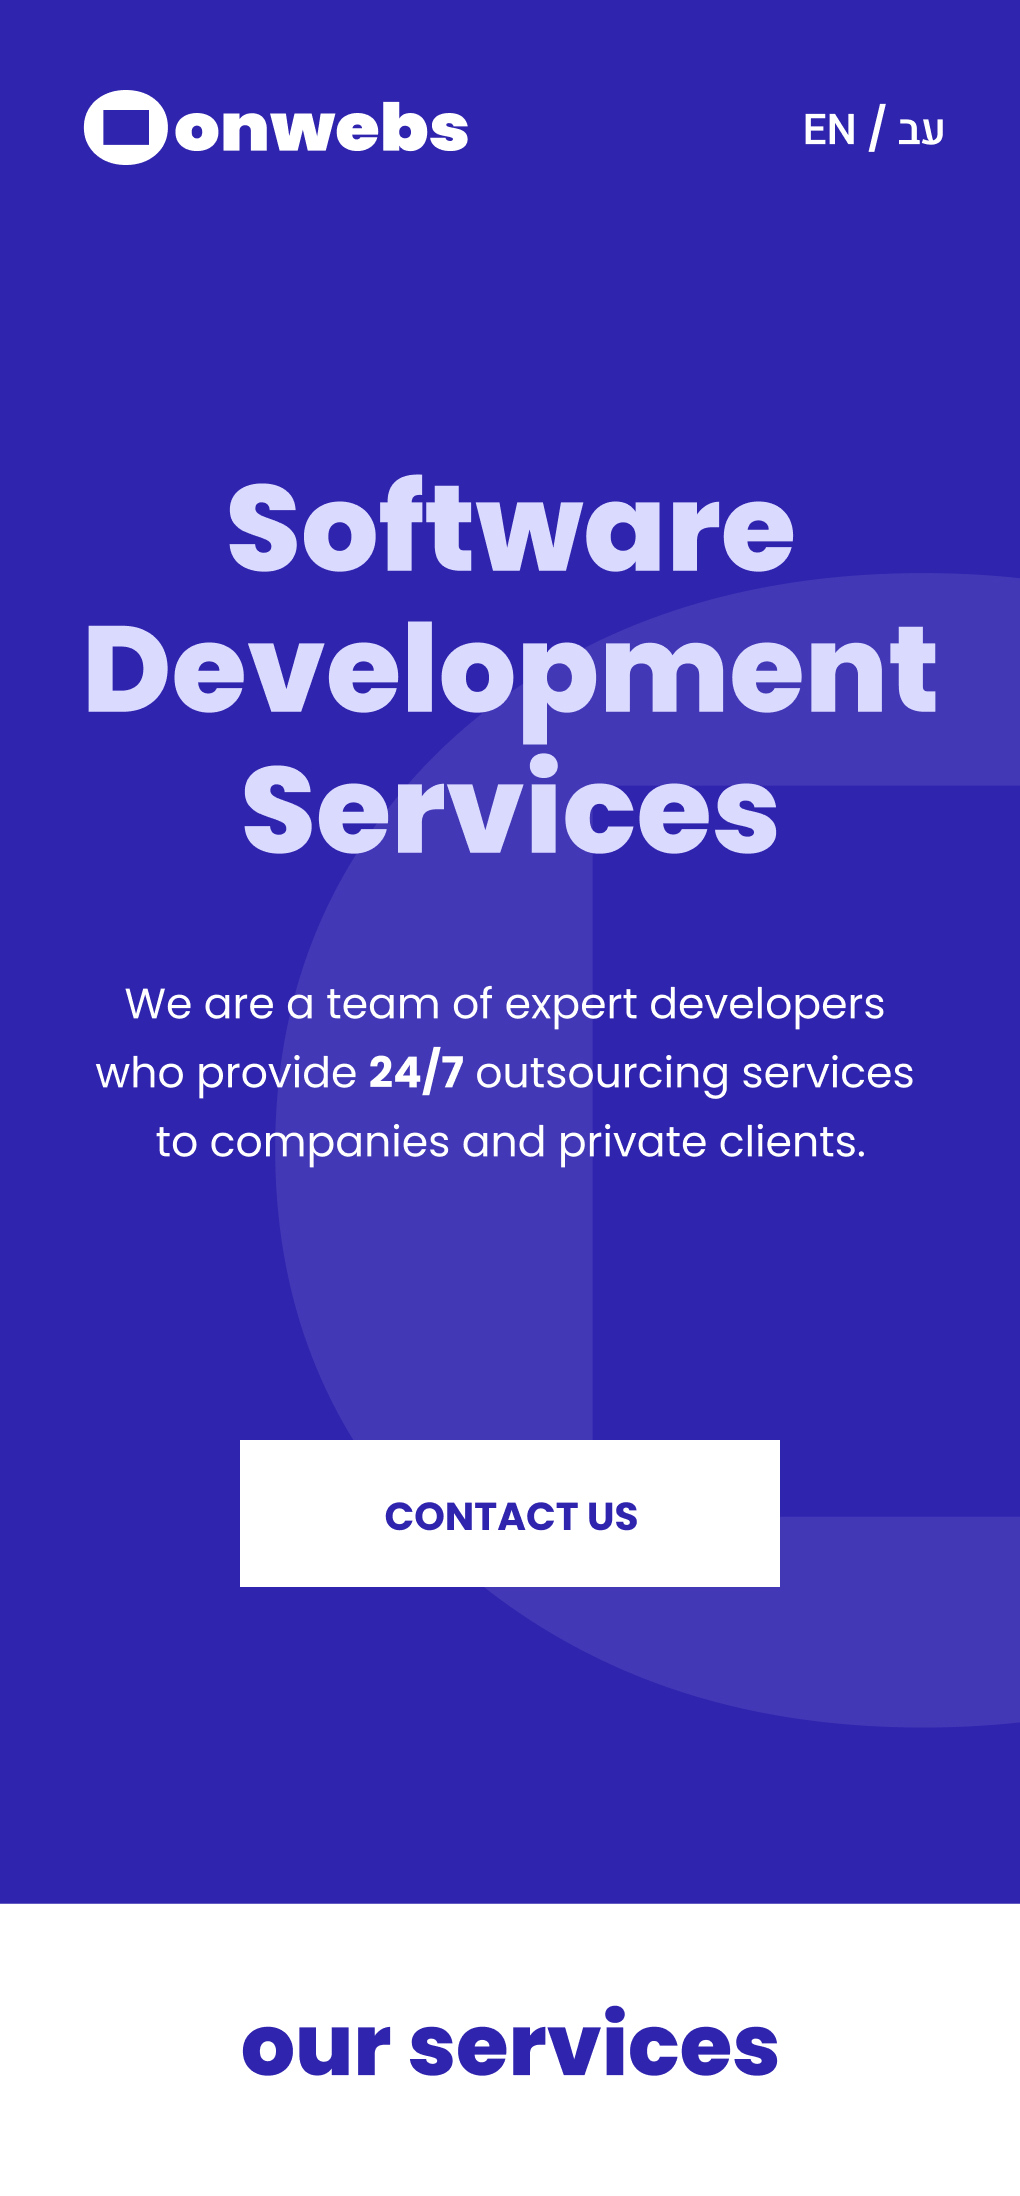 onwebs
EN / עב
Software
Development
Services
We are a team of expert developers
who provide 24/7 outsourcing services
to companies and private clients.
CONTACT US
our services